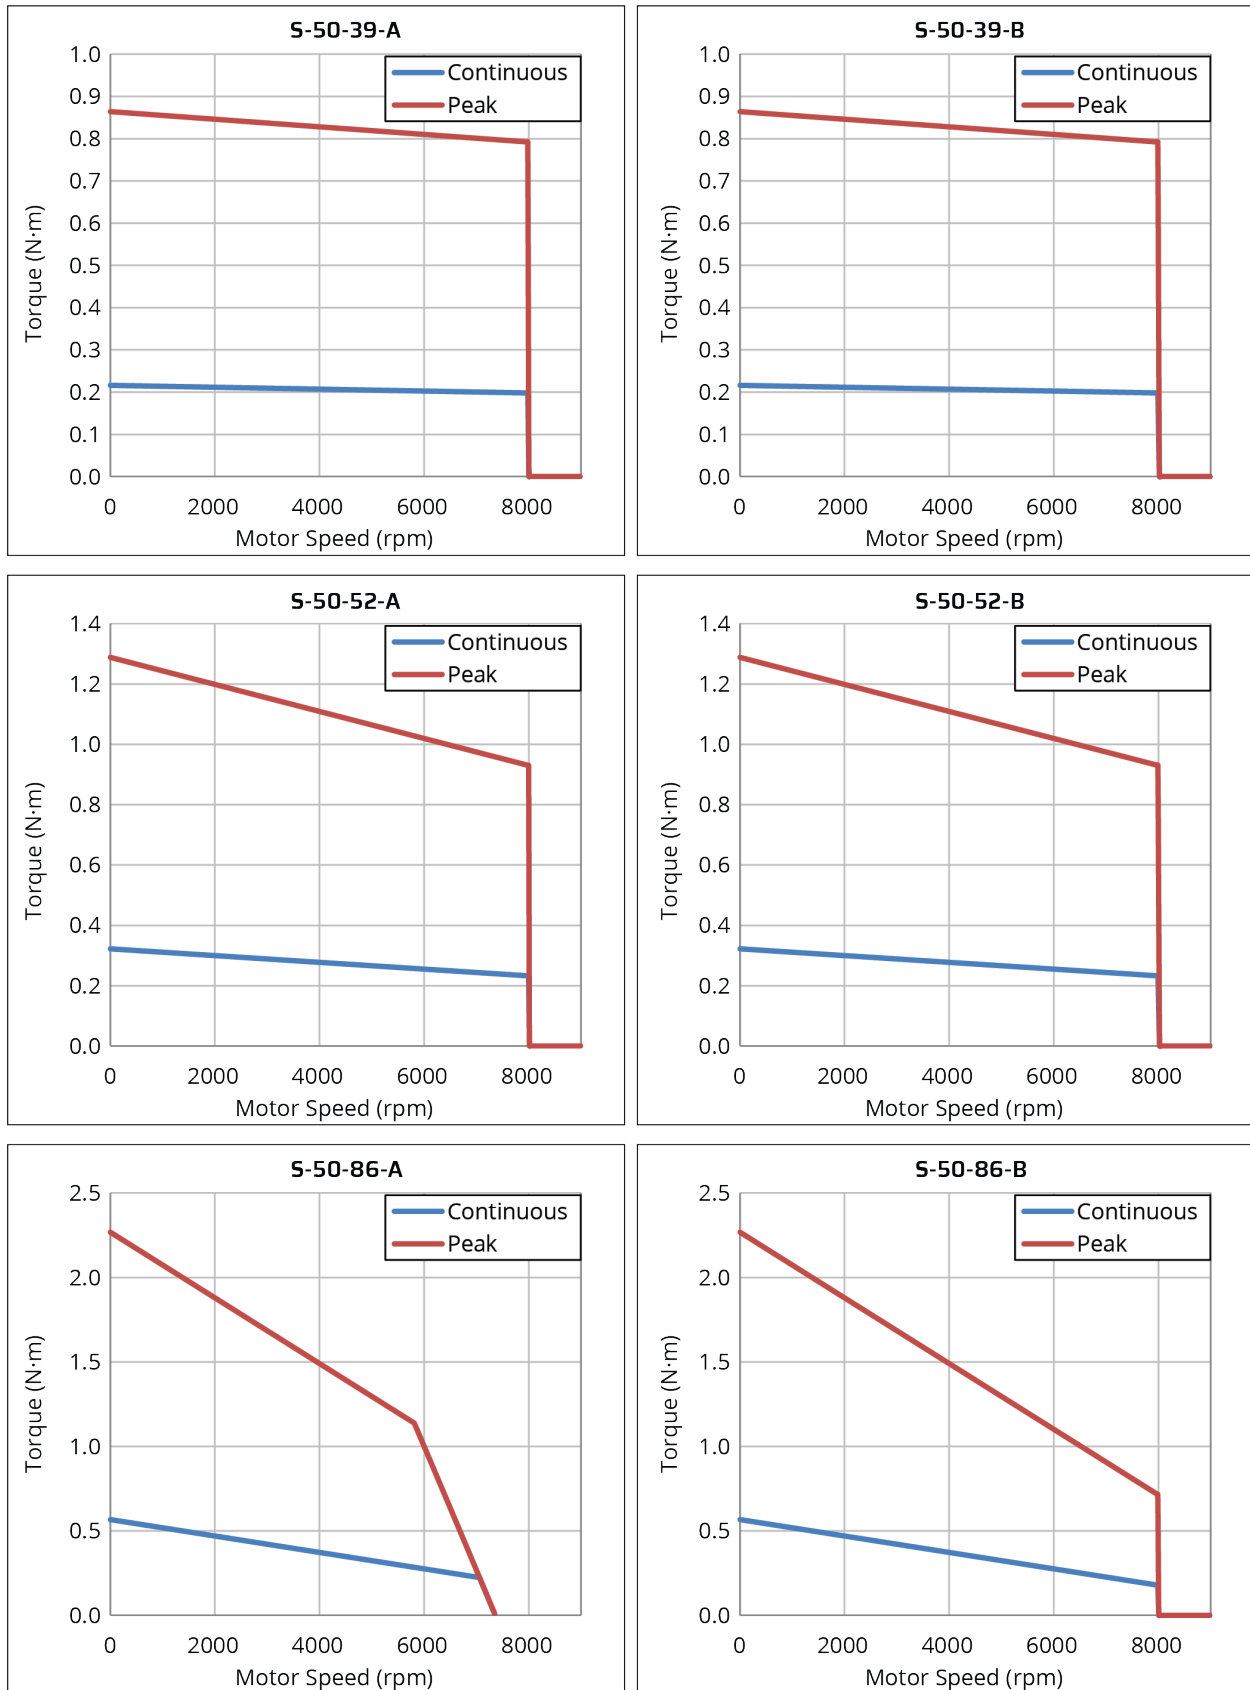 S-50-39-A
Continuous
Peak
1.0
0.9
0.8
0.7
0.6
0.5
0.4
0.3
0.2
0.1
0.0
Torque (N·m)
0 2000 4000 6000 8000
Motor Speed (rpm)
S-50-39-B
Continuous
Peak
1.0
0.9
0.8
0.7
0.6
0.5
0.4
0.3
0.2
0.1
0.0
Torque (N·m)
0 2000 4000 6000 8000
Motor Speed (rpm)
S-50-52-A
Continuous
Peak
1.4
1.2
1.0
0.8
0.6
0.4
0.2
0.0
Torque (N·m)
0 2000 4000 6000 8000
Motor Speed (rpm)
S-50-52-B
Continuous
Peak
1.4
1.2
1.0
0.8
0.6
0.4
0.2
0.0
Torque (N·m)
0 2000 4000 6000 8000
Motor Speed (rpm)
S-50-86-A
Continuous
Peak
2.5
2.0
1.5
1.0
0.5
0.0
Torque (N·m)
0 2000 4000 6000 8000
Motor Speed (rpm)
S-50-86-B
Continuous
Peak
2.5
2.0
1.5
1.0
0.5
0.0
Torque (N·m)
0 2000 4000 6000 8000
Motor Speed (rpm)